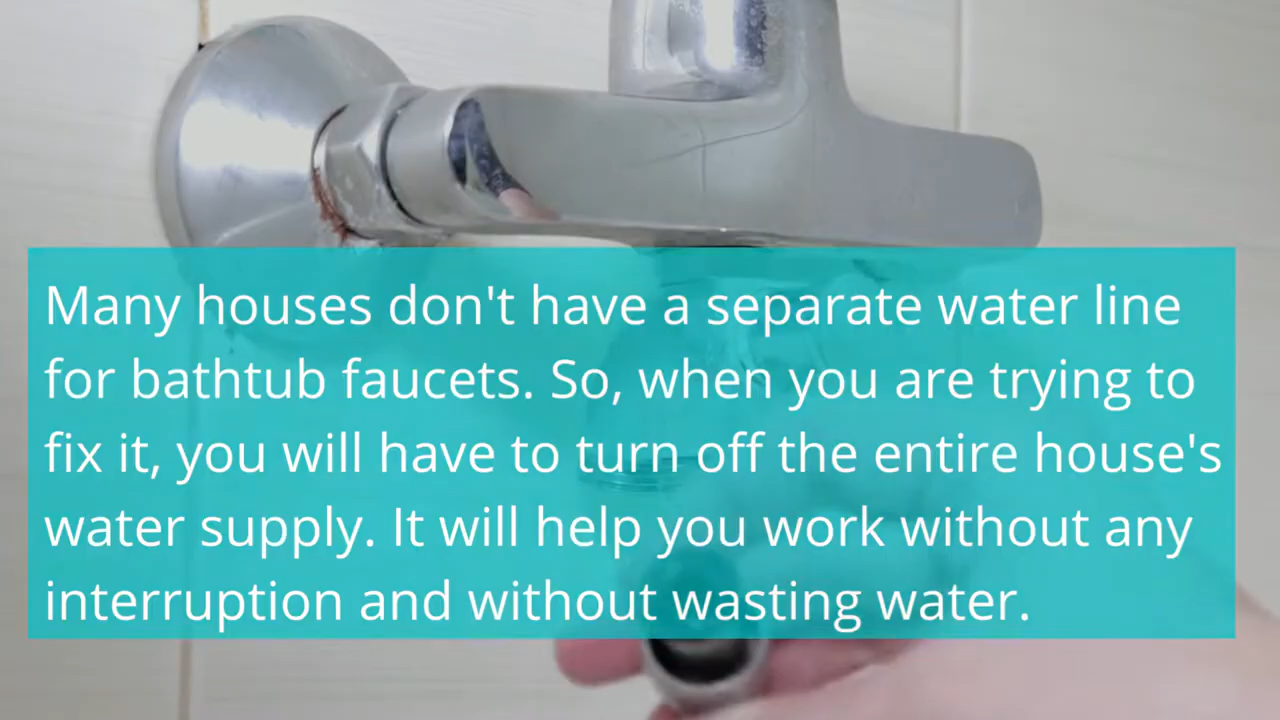 Many houses don't have a separate water line
for bathtub faucets. So, when you are trying to
fix it, you will have to turn off the entire house's
water supply. It will help you work without any
interruption and without wasting water.